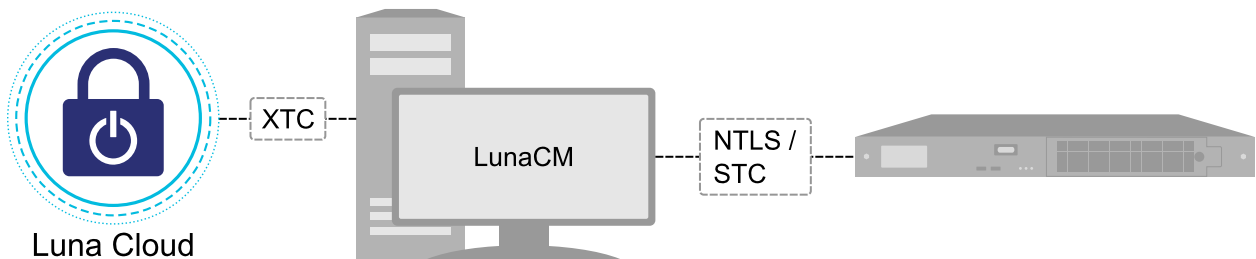 Luna Cloud
XTC
LunaCM
NTLS /
STC